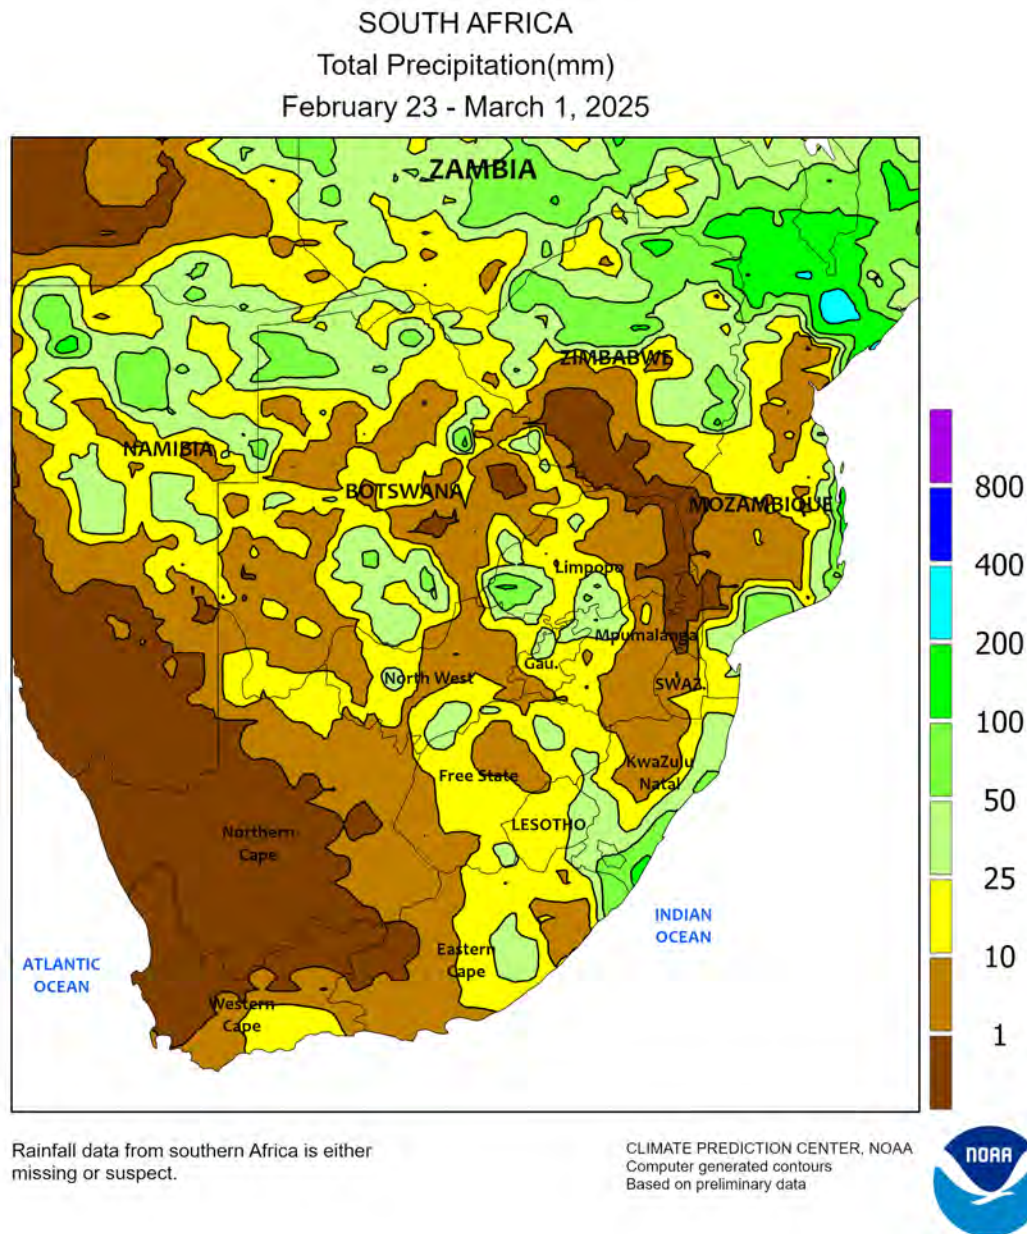 SOUTH AFRICA
Total Precipitation(mm)
February 23 - March 1, 2025
ZAMBIA
ZIMBABWE
NAMIBIA
BOTSWANA
MOZAMBIQUE
Limpopo
Mpumalanga
Gau.
North West
SWAZ.
KwaZulu
Natal
Free State
LESOTHO
Northern
Cape
Eastern
Cape
Western
Cape
INDIAN
OCEAN
ATLANTIC
OCEAN
800
400
200
100
50
25
10
1
Rainfall data from southern Africa is either
missing or suspect.
CLIMATE PREDICTION CENTER, NOAA
Computer generated contours
Based on preliminary data
NOAA